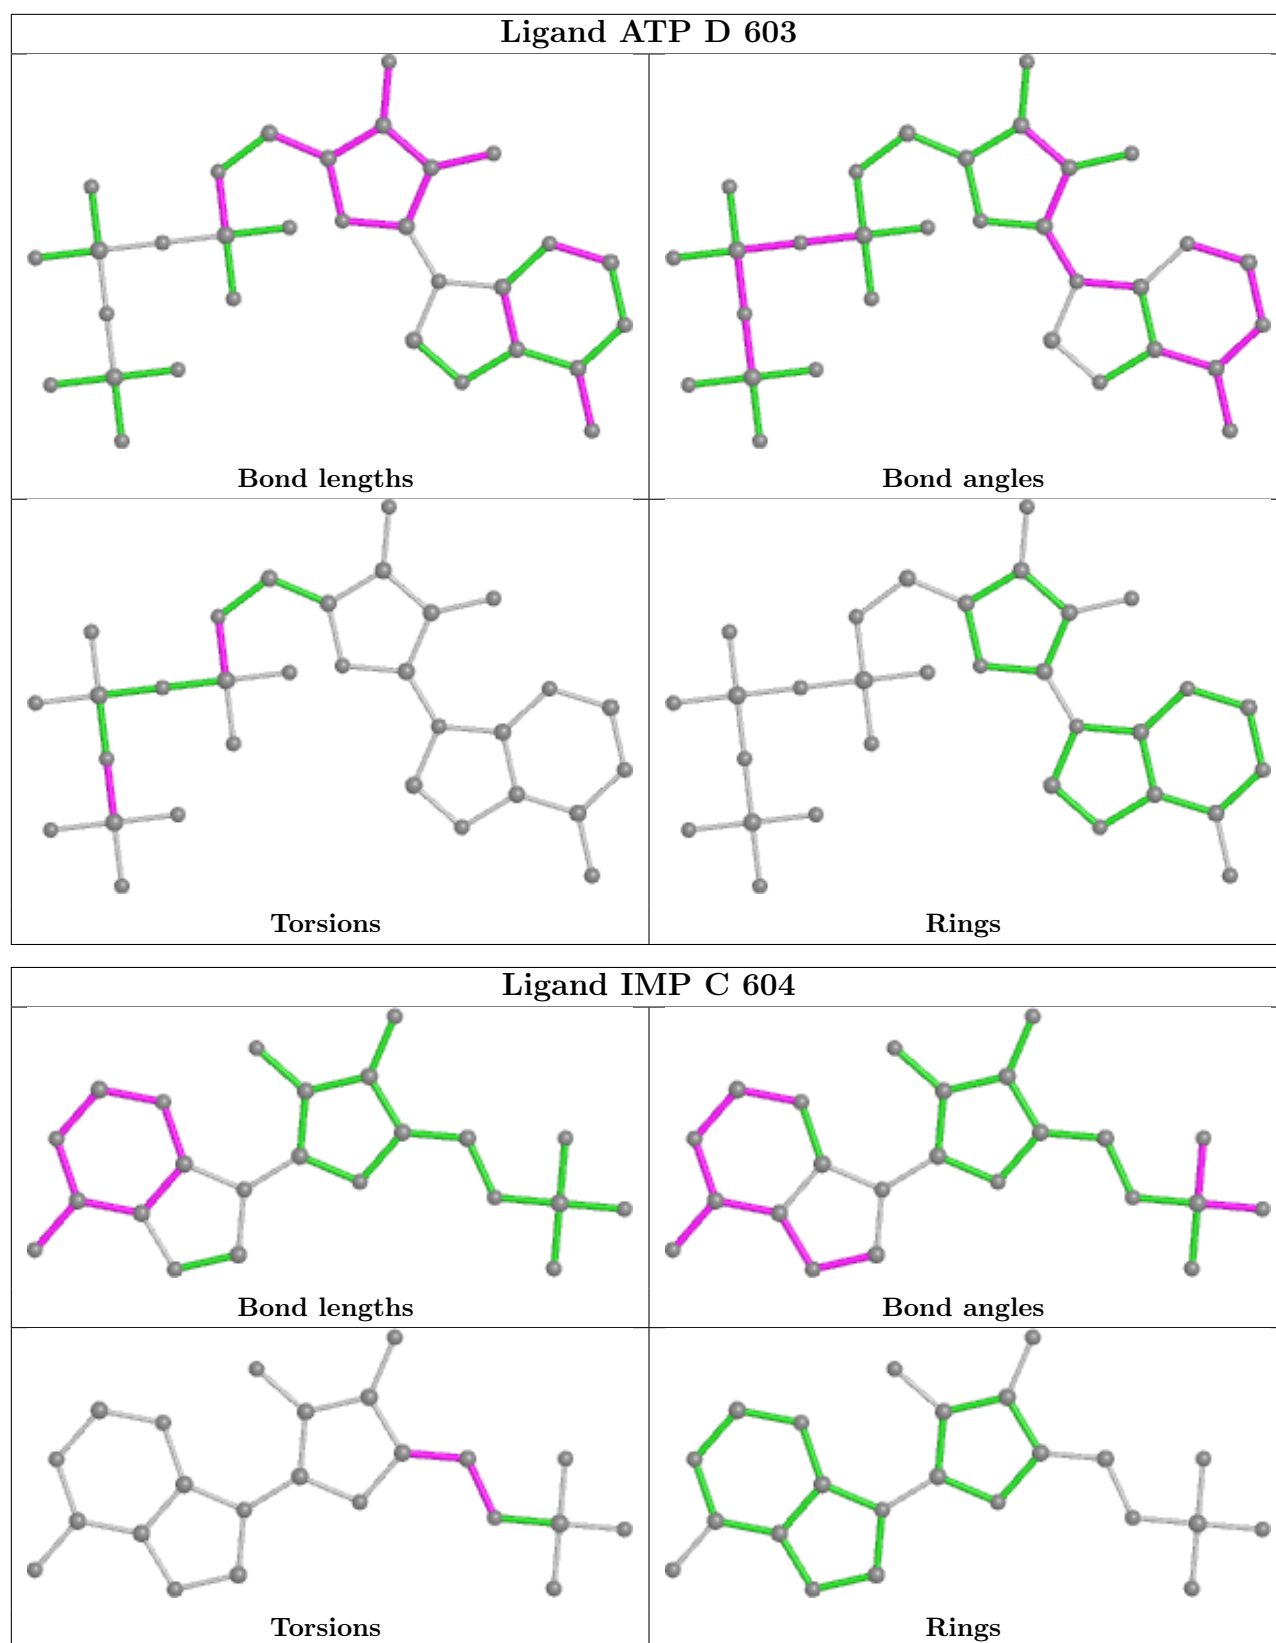 Ligand ATP D 603
Bond lengths
Bond angles
Torsions
Rings
Ligand IMP C 604
Bond lengths
Bond angles
Torsions
Rings